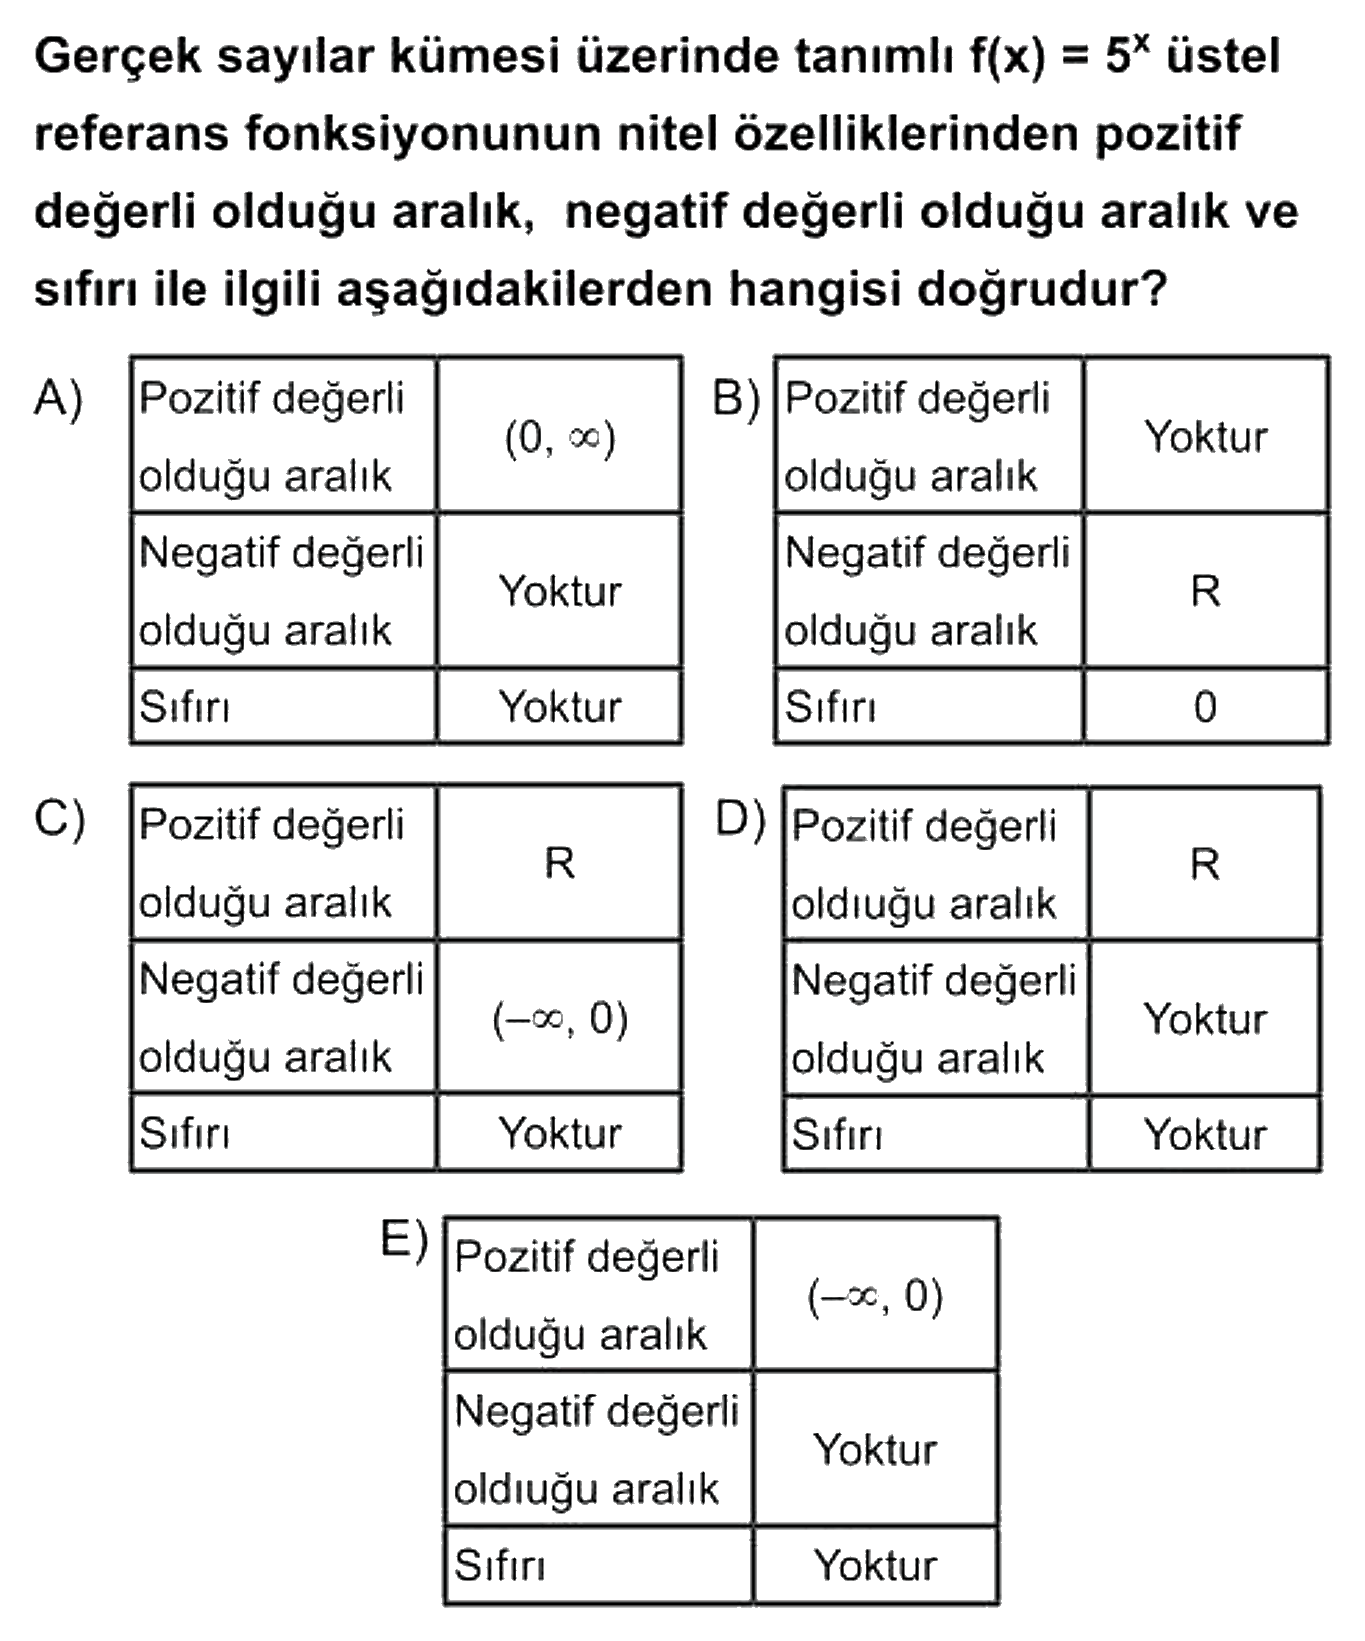 Gerçek sayılar kümesi üzerinde tanımlı f(x) = 5ˣ üstel
referans fonksiyonunun nitel özelliklerinden pozitif
değerli olduğu aralık, negatif değerli olduğu aralık ve
sıfırı ile ilgili aşağıdakilerden hangisi doğrudur?
A)
Pozitif değerli
olduğu aralık
(0, ∞)
Negatif değerli
olduğu aralık
Yoktur
Sıfırı
Yoktur
B)
Pozitif değerli
olduğu aralık
Yoktur
Negatif değerli
olduğu aralık
R
Sıfırı
0
C)
Pozitif değerli
olduğu aralık
R
Negatif değerli
olduğu aralık
(–∞, 0)
Sıfırı
Yoktur
D)
Pozitif değerli
oldıuğu aralık
R
Negatif değerli
olduğu aralık
Yoktur
Sıfırı
Yoktur
E)
Pozitif değerli
olduğu aralık
(–∞, 0)
Negatif değerli
oldıuğu aralık
Yoktur
Sıfırı
Yoktur